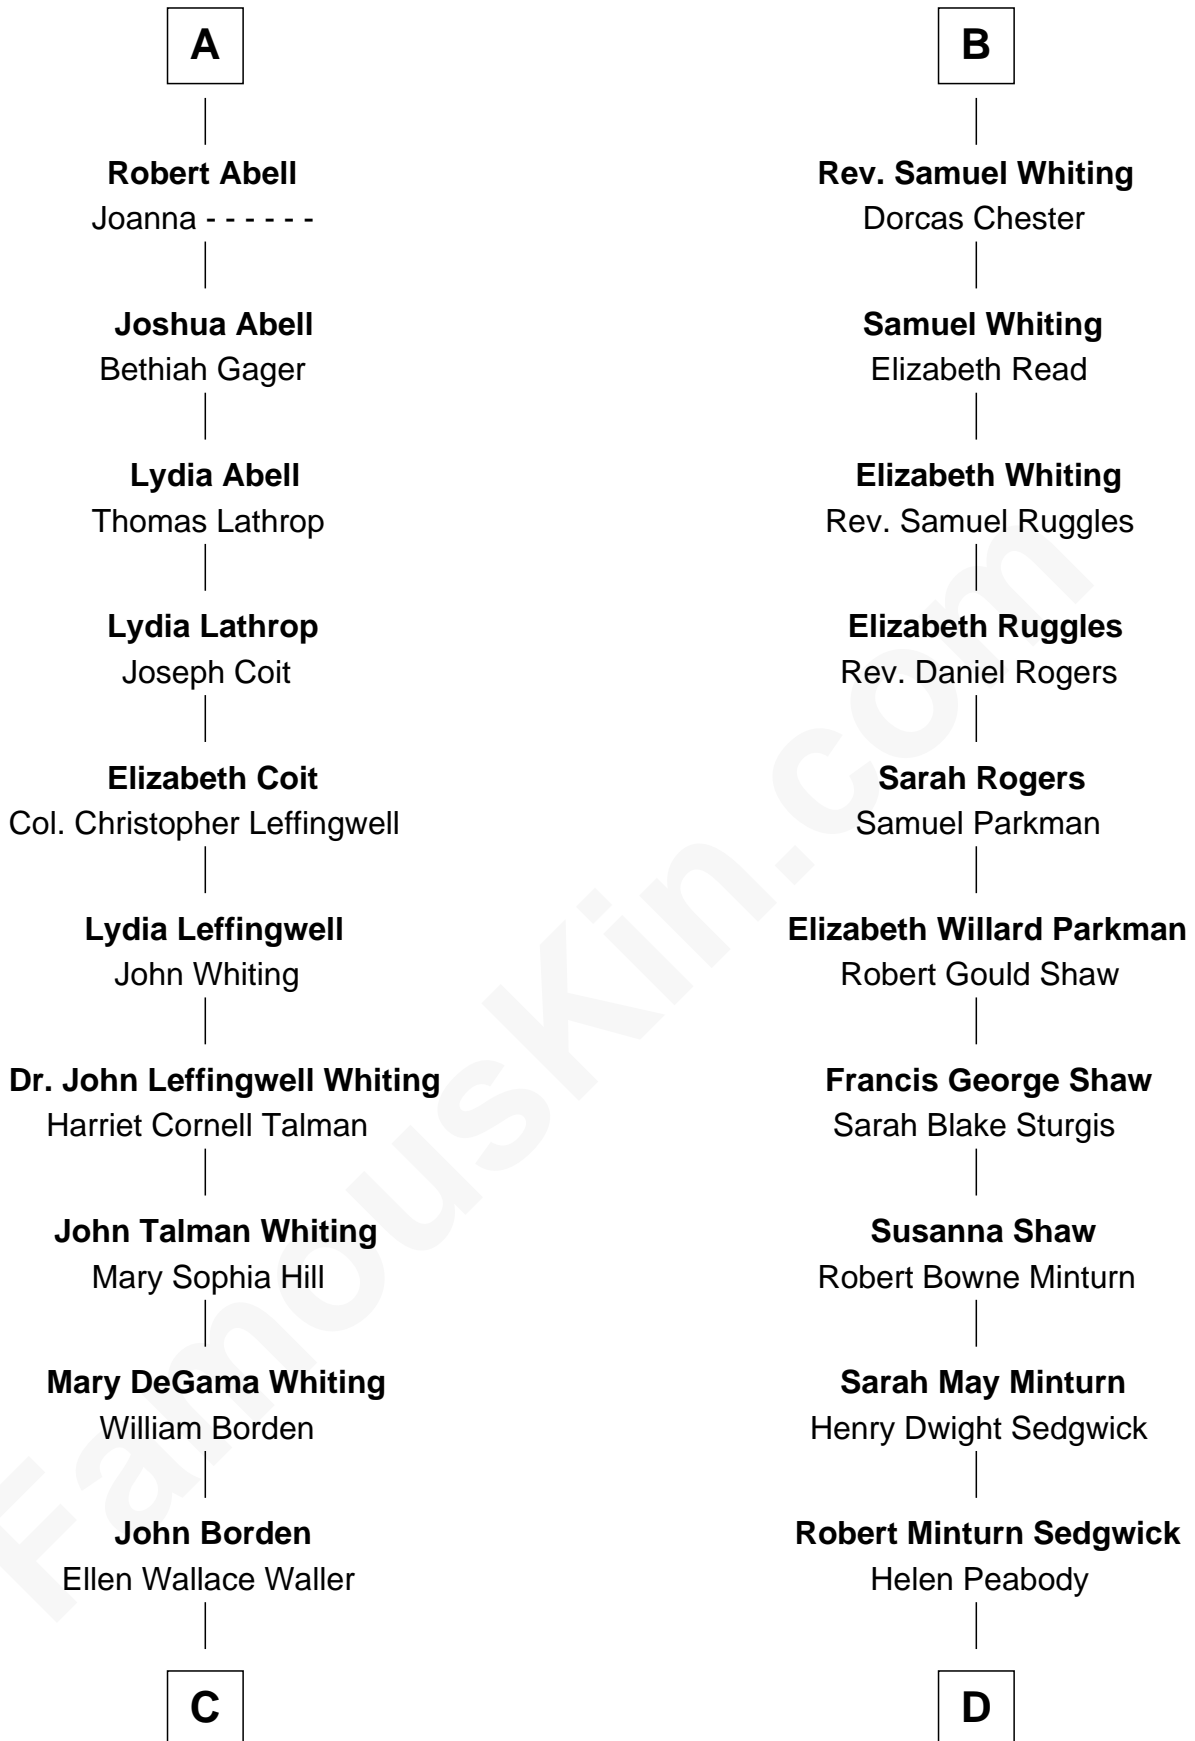 A
Robert Abell
Joanna - - - - - -
Joshua Abell
Bethiah Gager
Lydia Abell
Thomas Lathrop
Lydia Lathrop
Joseph Coit
Elizabeth Coit
Col. Christopher Leffingwell
Lydia Leffingwell
John Whiting
Dr. John Leffingwell Whiting
Harriet Cornell Talman
John Talman Whiting
Mary Sophia Hill
Mary DeGama Whiting
William Borden
John Borden
Ellen Wallace Waller
C
B
Rev. Samuel Whiting
Dorcas Chester
Samuel Whiting
Elizabeth Read
Elizabeth Whiting
Rev. Samuel Ruggles
Elizabeth Ruggles
Rev. Daniel Rogers
Sarah Rogers
Samuel Parkman
Elizabeth Willard Parkman
Robert Gould Shaw
Francis George Shaw
Sarah Blake Sturgis
Susanna Shaw
Robert Bowne Minturn
Sarah May Minturn
Henry Dwight Sedgwick
Robert Minturn Sedgwick
Helen Peabody
D
FamousKin.com